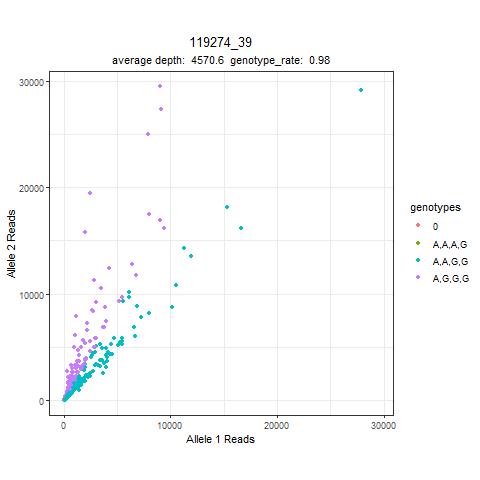 119274_39
average depth:  4570.6  genotype_rate:  0.98
30000
20000
10000
0
Allele 2 Reads
0 10000 20000 30000
Allele 1 Reads
genotypes
0
A,A,A,G
A,A,G,G
A,G,G,G